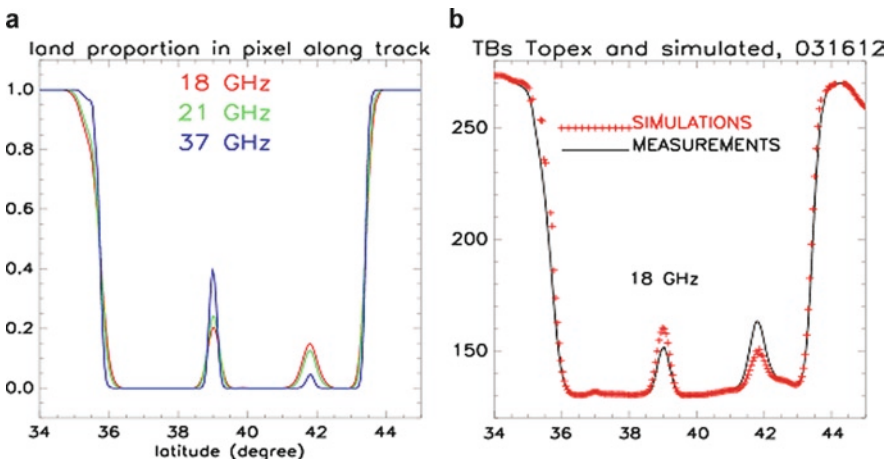 a
land proportion in pixel along track
18 GHz
21 GHz
37 GHz
1.0
0.8
0.6
0.4
0.2
0.0
34 36 38 40 42 44
latitude (degree)
b
TBs Topex and simulated, 031612
SIMULATIONS
MEASUREMENTS
18 GHz
250
200
150
34 36 38 40 42 44